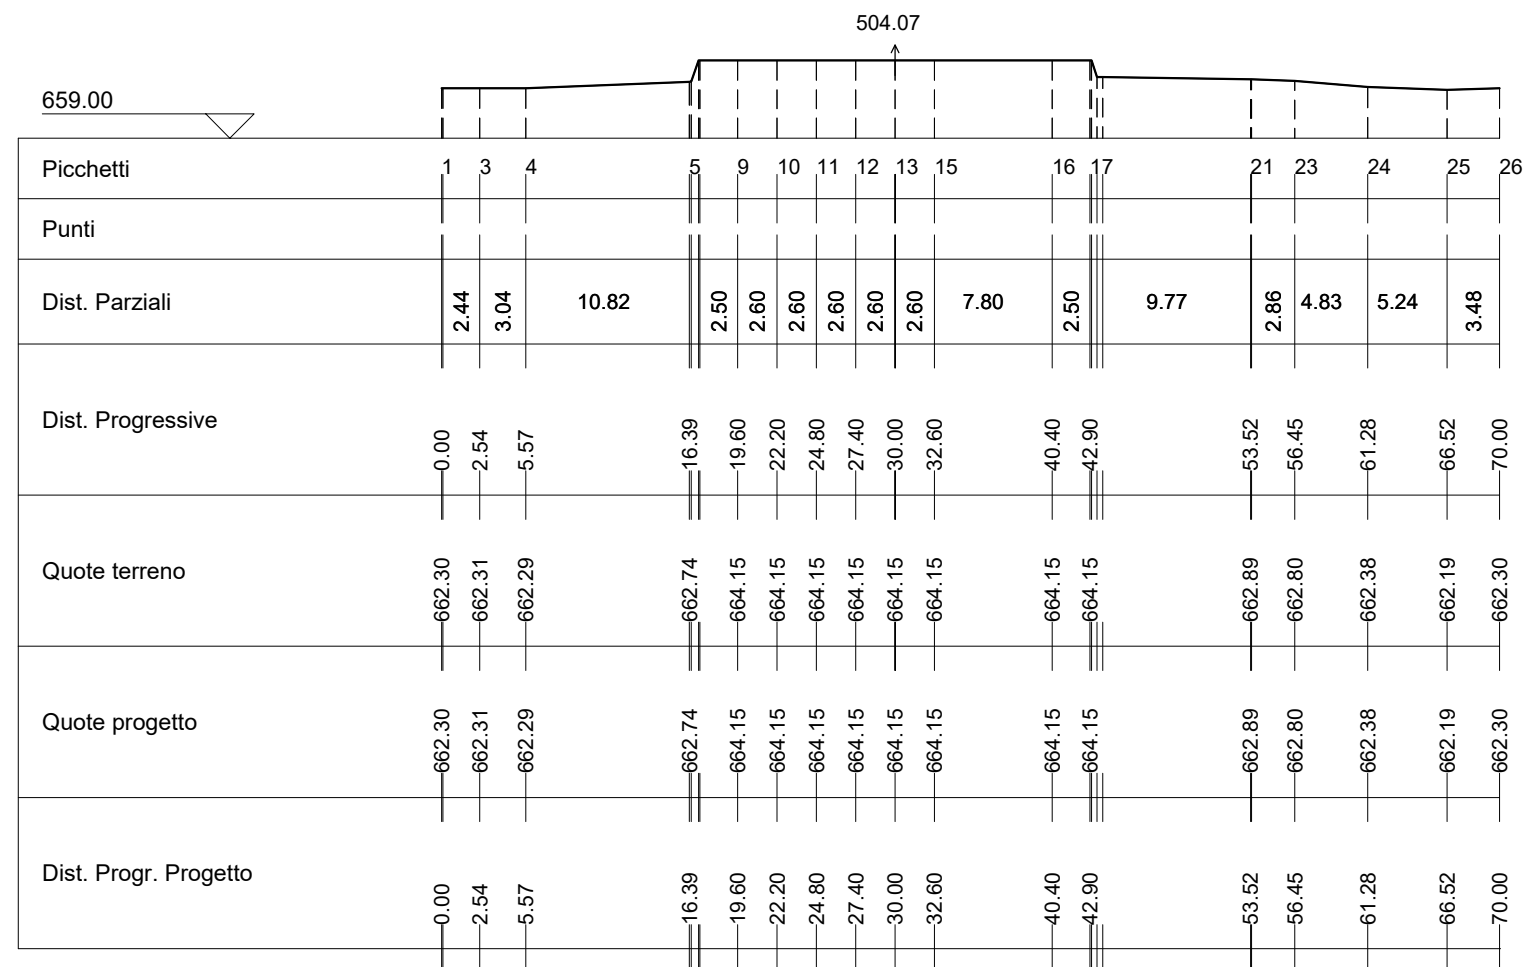 504.07
659.00
Picchetti 1 3 4 5 9 10 11 12 13 15 16 17 21 23 24 25 26
Punti
Dist. Parziali 2.44 3.04 10.82 2.50 2.60 2.60 2.60 2.60 2.60 7.80 2.50 9.77 2.86 4.83 5.24 3.48
Dist. Progressive 0.00 2.54 5.57 16.39 19.60 22.20 24.80 27.40 30.00 32.60 40.40 42.90 53.52 56.45 61.28 66.52 70.00
Quote terreno 662.30 662.31 662.29 662.74 664.15 664.15 664.15 664.15 664.15 664.15 664.15 664.15 662.89 662.80 662.38 662.19 662.30
Quote progetto 662.30 662.31 662.29 662.74 664.15 664.15 664.15 664.15 664.15 664.15 664.15 664.15 662.89 662.80 662.38 662.19 662.30
Dist. Progr. Progetto 0.00 2.54 5.57 16.39 19.60 22.20 24.80 27.40 30.00 32.60 40.40 42.90 53.52 56.45 61.28 66.52 70.00